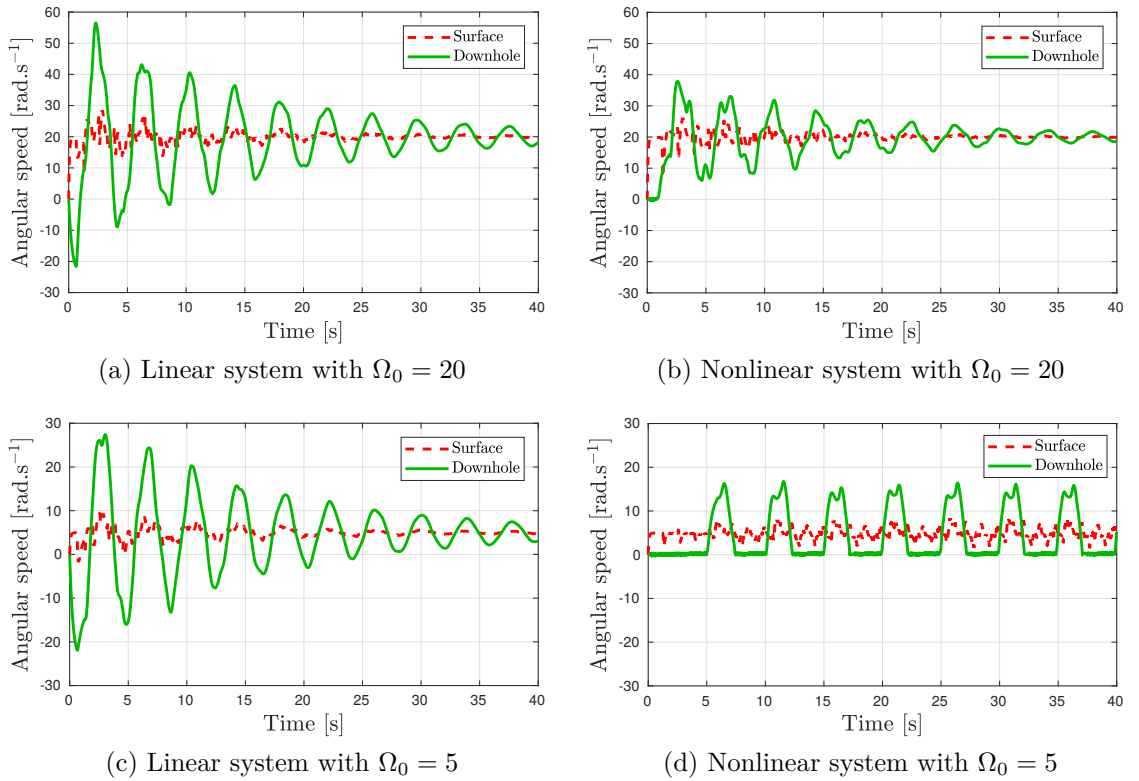 60
50
40
30
20
10
0
-10
-20
-30
Angular speed [rad.s⁻¹]
Surface
Downhole
0 5 10 15 20 25 30 35 40
Time [s]
(a) Linear system with Ω₀ = 20
60
50
40
30
20
10
0
-10
-20
-30
Angular speed [rad.s⁻¹]
Surface
Downhole
0 5 10 15 20 25 30 35 40
Time [s]
(b) Nonlinear system with Ω₀ = 20
30
20
10
0
-10
-20
-30
Angular speed [rad.s⁻¹]
Surface
Downhole
0 5 10 15 20 25 30 35 40
Time [s]
(c) Linear system with Ω₀ = 5
30
20
10
0
-10
-20
-30
Angular speed [rad.s⁻¹]
Surface
Downhole
0 5 10 15 20 25 30 35 40
Time [s]
(d) Nonlinear system with Ω₀ = 5